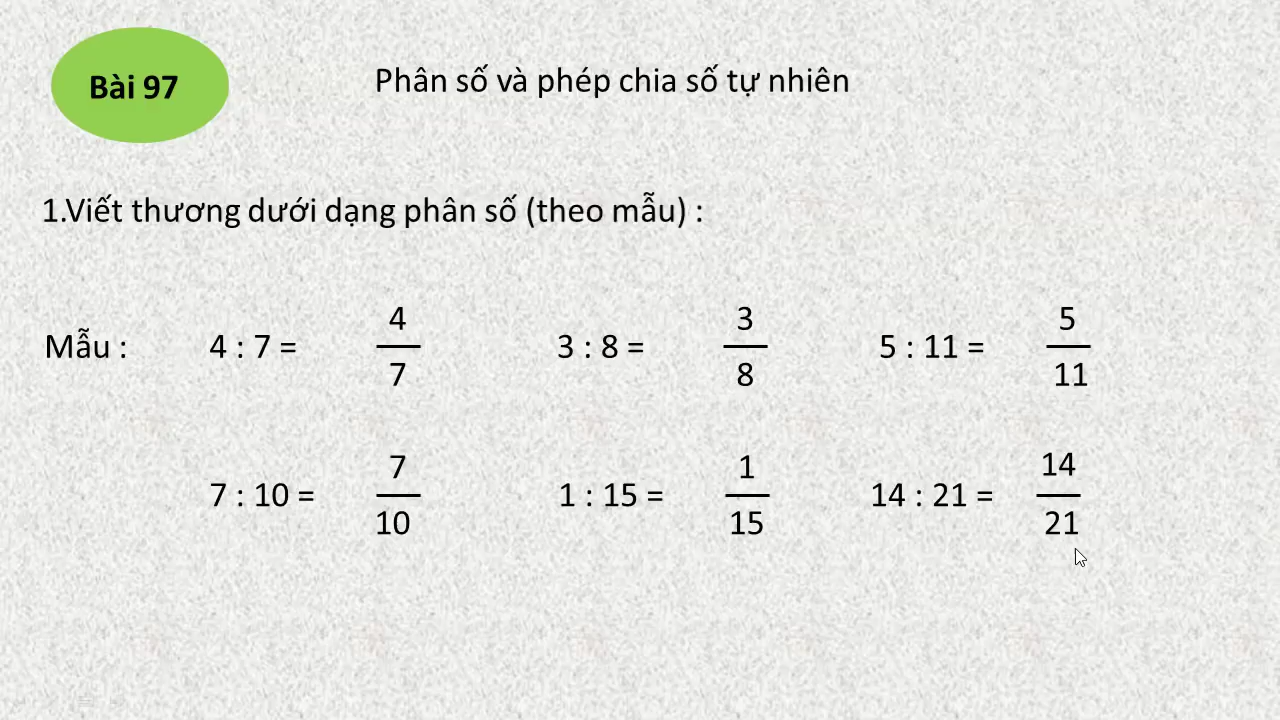 Bài 97
Phân số và phép chia số tự nhiên
1.Viết thương dưới dạng phân số (theo mẫu) :
Mẫu : 4 : 7 = 4/7 3 : 8 = 3/8 5 : 11 = 5/11
7 : 10 = 7/10 1 : 15 = 1/15 14 : 21 = 14/21